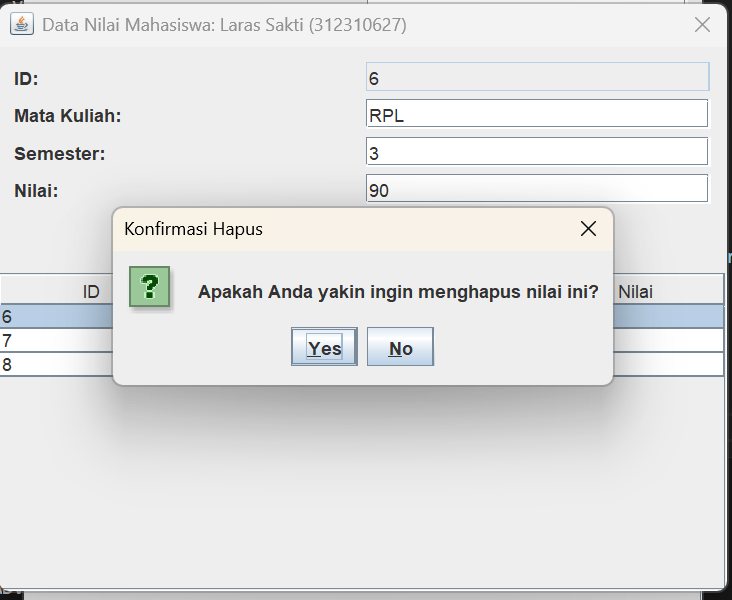 Data Nilai Mahasiswa: Laras Sakti (312310627)
ID: 6
Mata Kuliah: RPL
Semester: 3
Nilai: 90
Konfirmasi Hapus
?
Apakah Anda yakin ingin menghapus nilai ini?
Yes No
ID Nilai
6
7
8